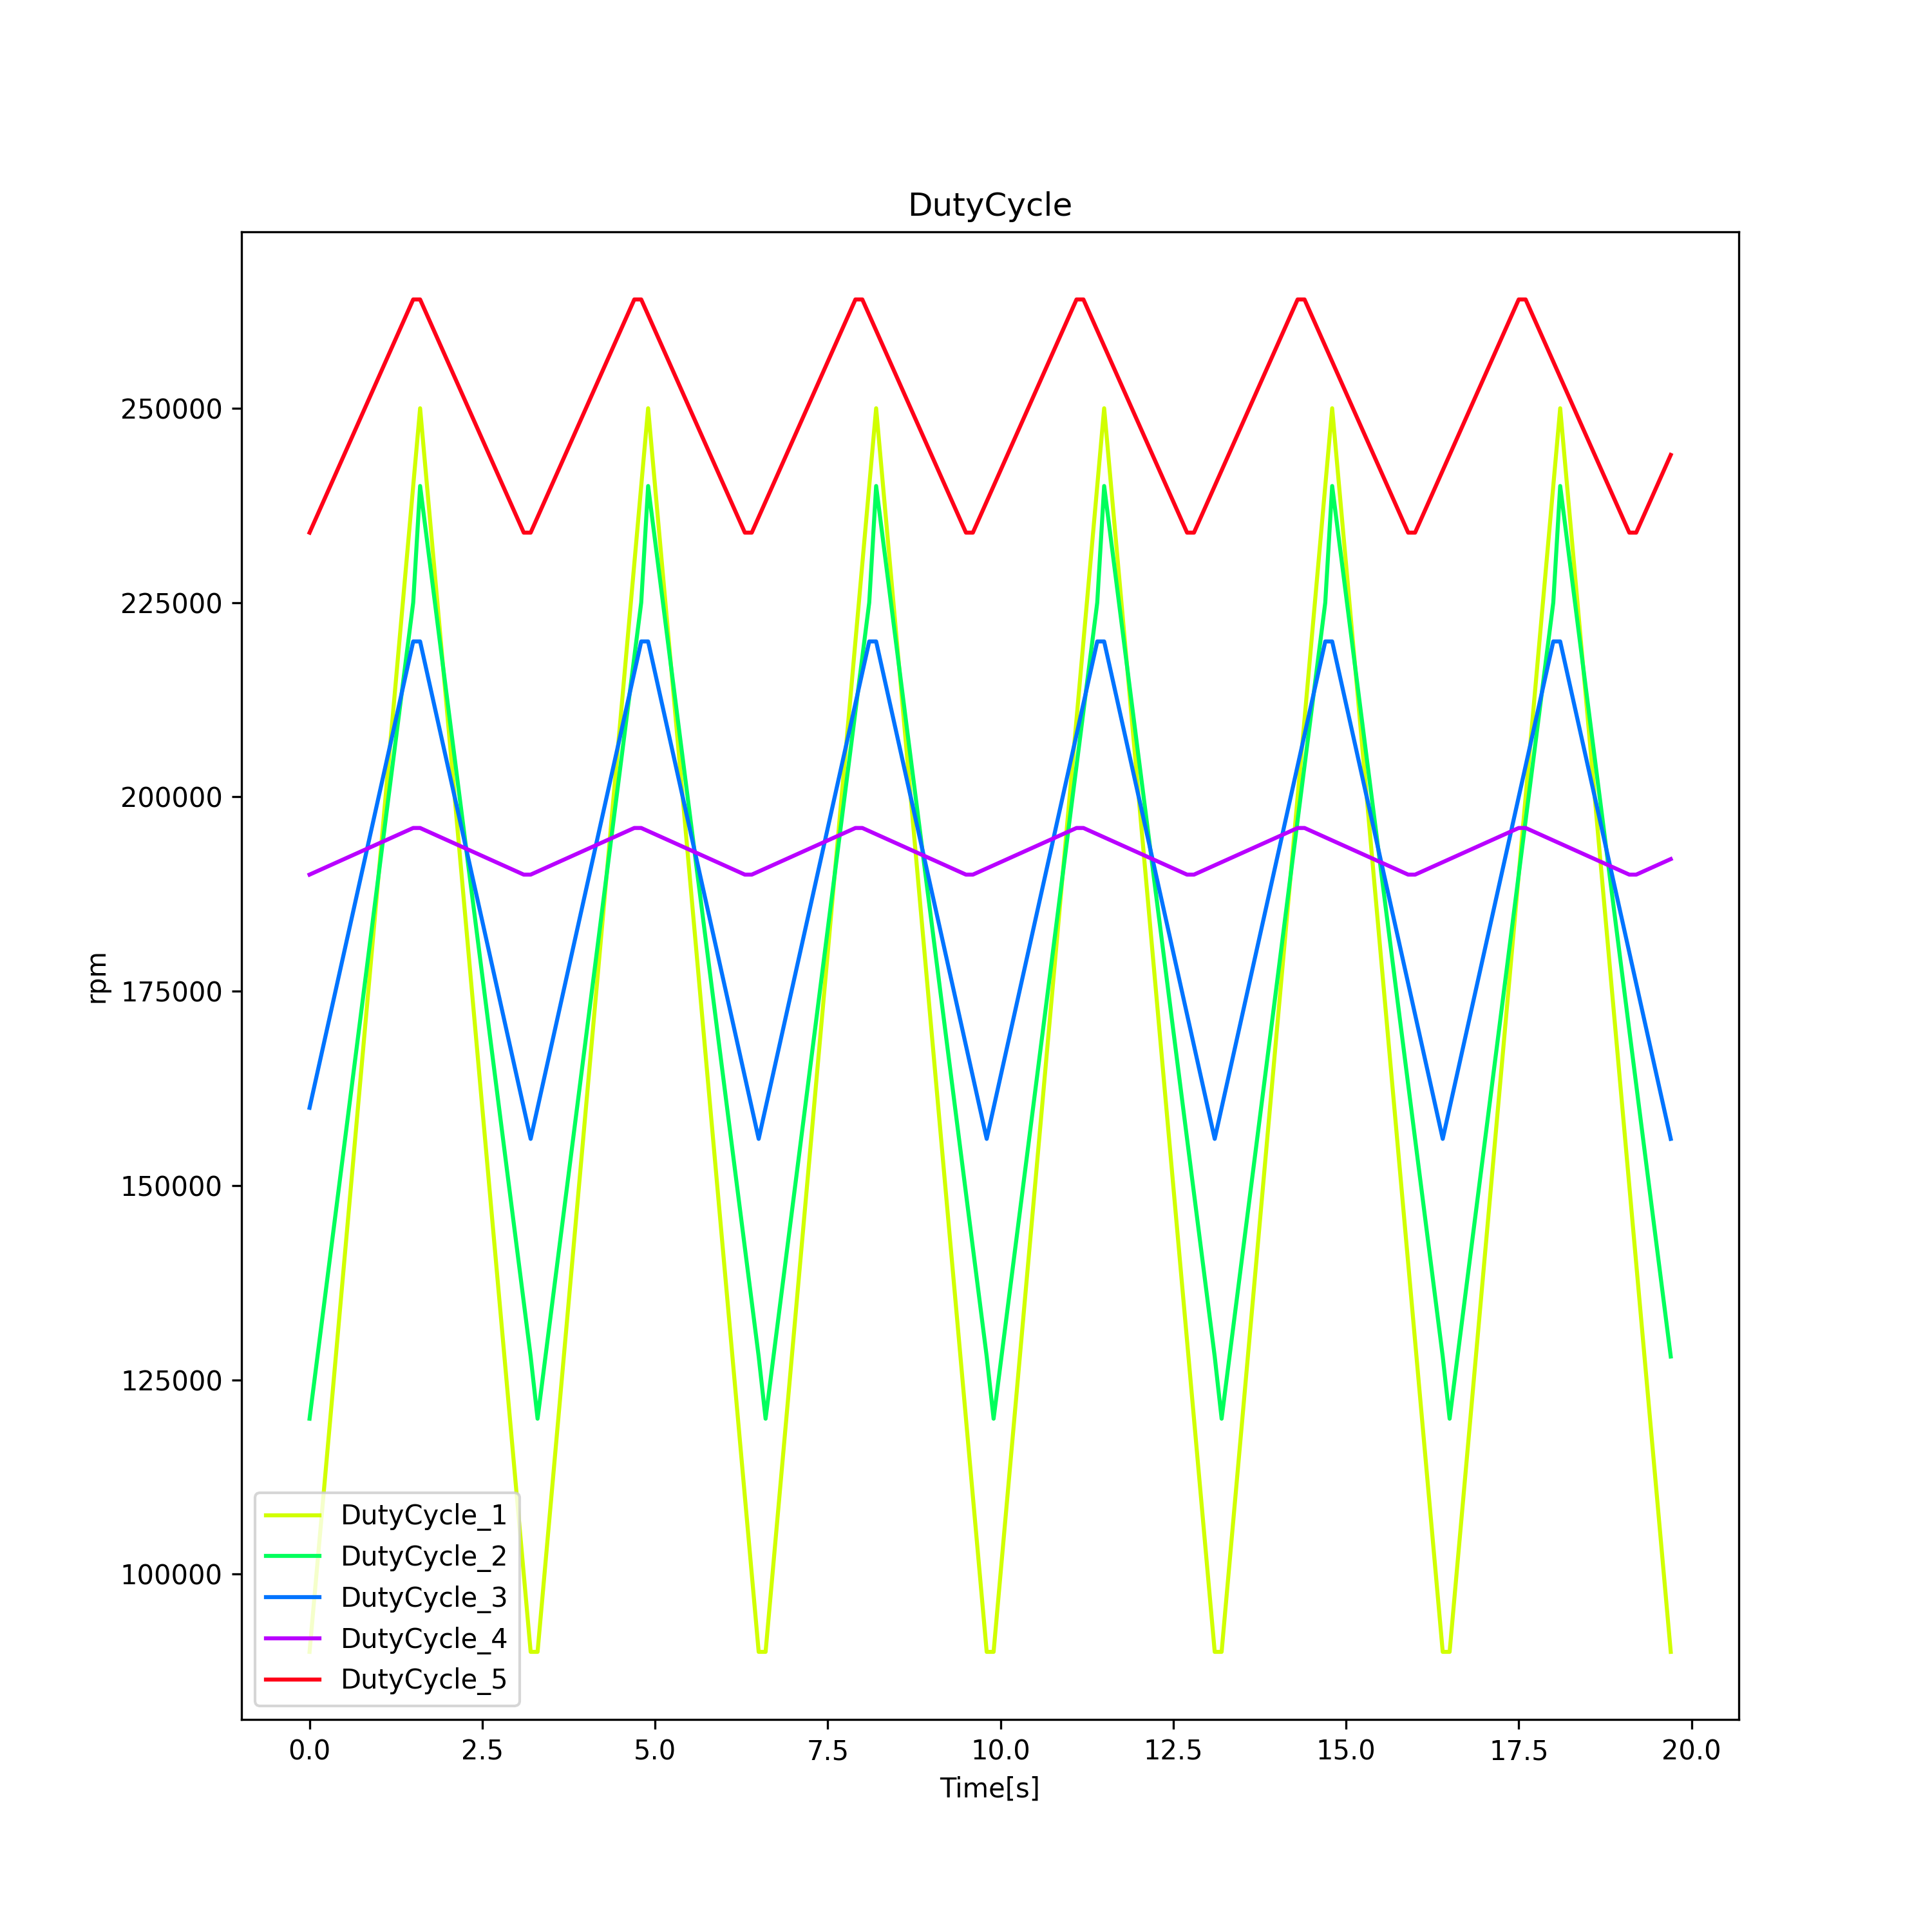 DutyCycle
rpm
250000
225000
200000
175000
150000
125000
100000
DutyCycle_1
DutyCycle_2
DutyCycle_3
DutyCycle_4
DutyCycle_5
0.0 2.5 5.0 7.5 10.0 12.5 15.0 17.5 20.0
Time[s]